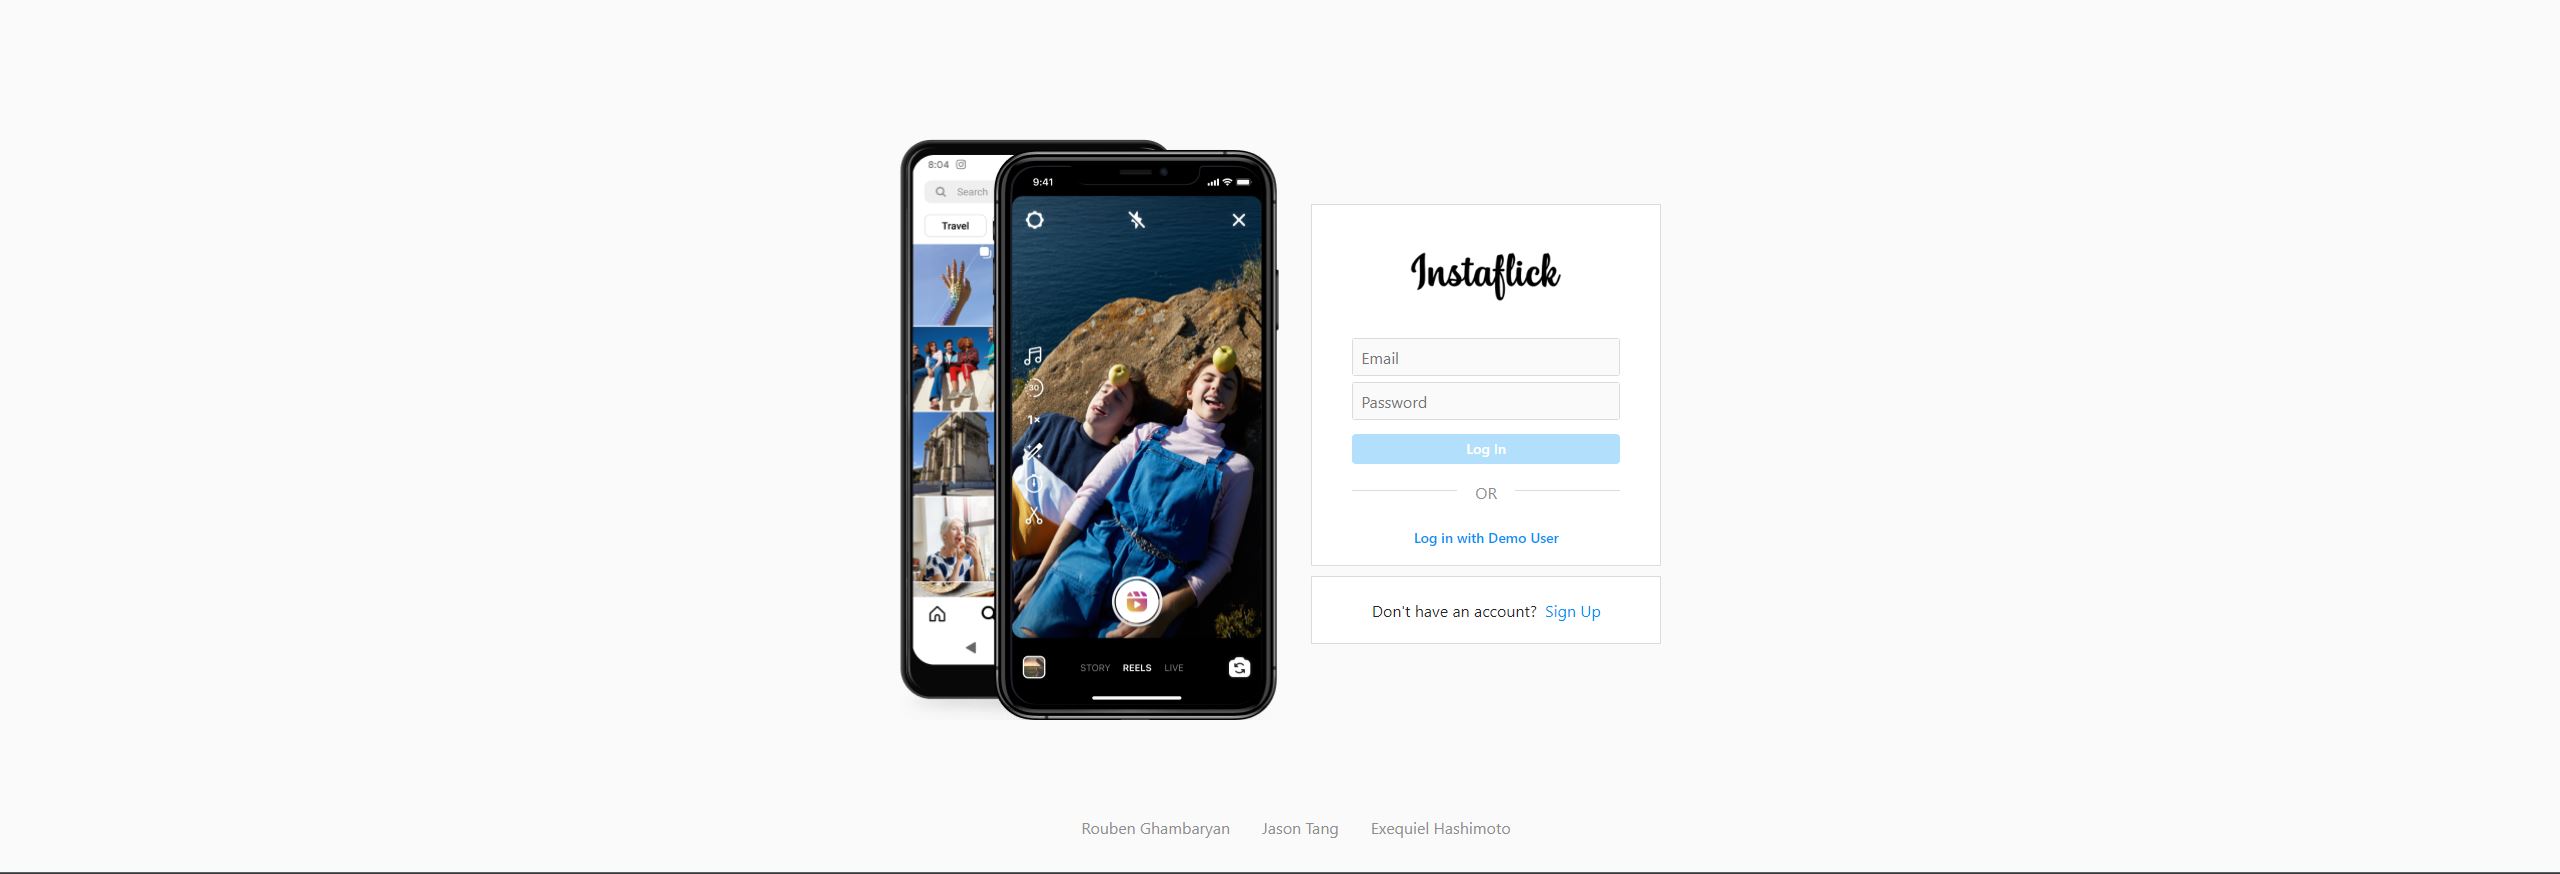 8:04
Search
Travel
9:41
30
1×
STORY REELS LIVE
Instaflick
Email
Password
Log In
OR
Log in with Demo User
Don't have an account? Sign Up
Rouben Ghambaryan Jason Tang Exequiel Hashimoto